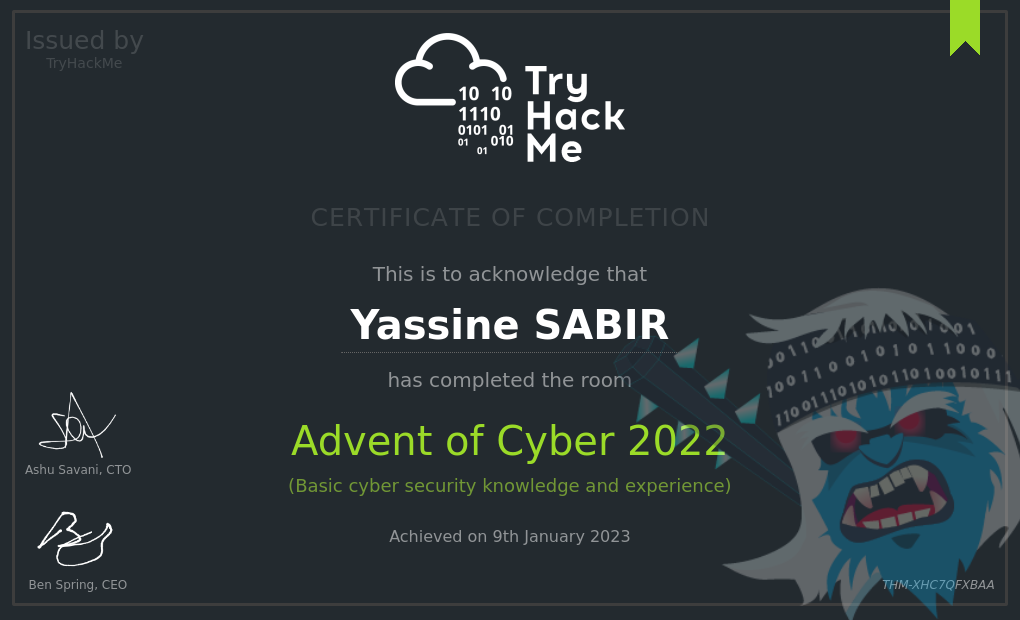 Issued by
TryHackMe
10 10
1110
0101 01
01 010
01
Try
Hack
Me
CERTIFICATE OF COMPLETION
This is to acknowledge that
Yassine SABIR
has completed the room
Advent of Cyber 2022
(Basic cyber security knowledge and experience)
Achieved on 9th January 2023
Ashu Savani, CTO
Ben Spring, CEO
THM-XHC7QFXBAA